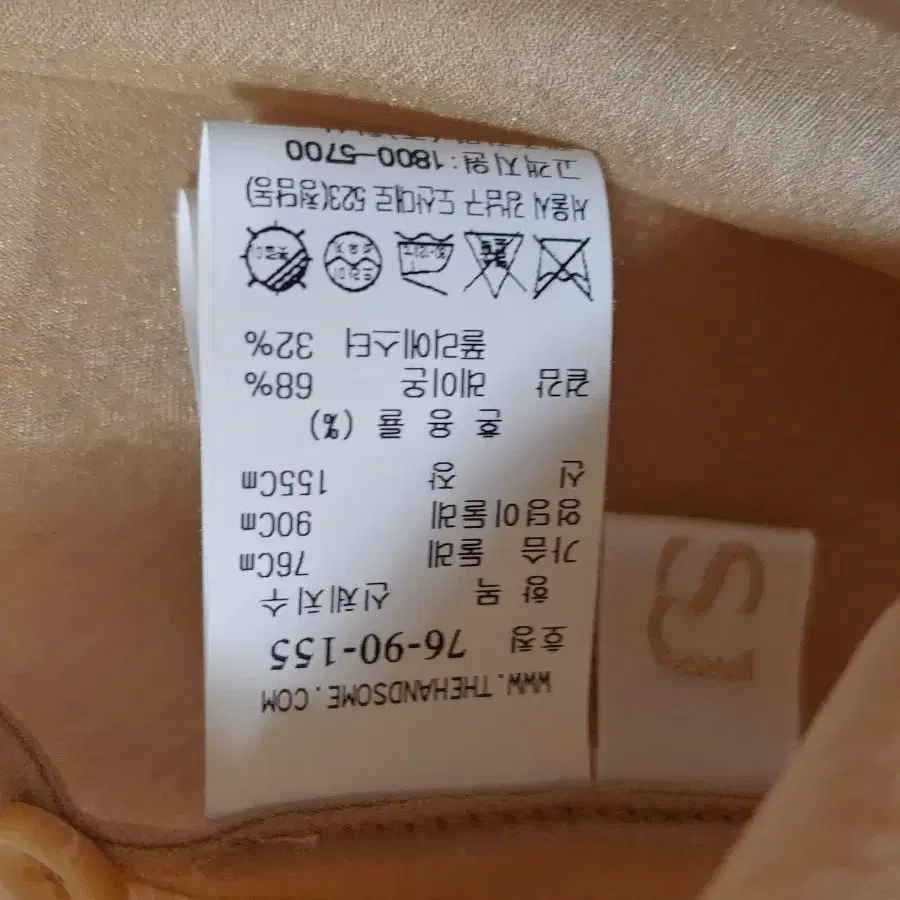 WWW.THEHANDSOME.COM
호칭 76-90-155
항 목 신체치수
가슴 둘레 76Cm
엉덩이둘레 90Cm
신 장 155Cm
혼 용 률 (%)
겉감 레이온 68%
폴리에스터 32%
드라이
서울시 강남구 도산대로 523(청담동)
고객지원:1800-5700